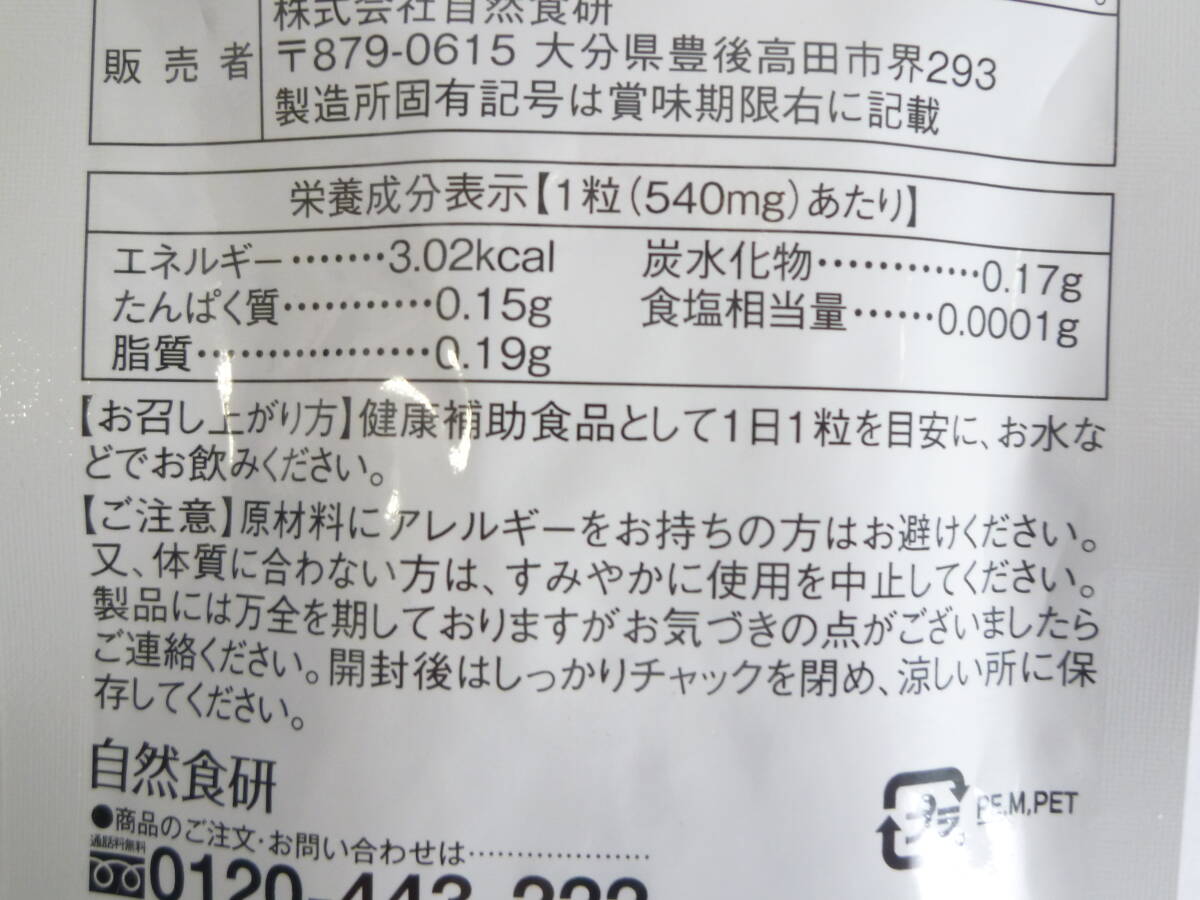 販売者
株式会社自然食研
〒879-0615 大分県豊後高田市界293
製造所固有記号は賞味期限右に記載
栄養成分表示【1粒(540mg)あたり】
エネルギー……3.02kcal 炭水化物…………0.17g
たんぱく質…………0.15g 食塩相当量……0.0001g
脂質………………0.19g
【お召し上がり方】健康補助食品として1日1粒を目安に、お水な
どでお飲みください。
【ご注意】原材料にアレルギーをお持ちの方はお避けください。
又、体質に合わない方は、すみやかに使用を中止してください。
製品には万全を期しておりますがお気づきの点がございましたら
ご連絡ください。開封後はしっかりチャックを閉め、涼しい所に保
存してください。
自然食研
プラ PE,M,PET
●商品のご注文・お問い合わせは…………………
通話料無料
0120-443-222